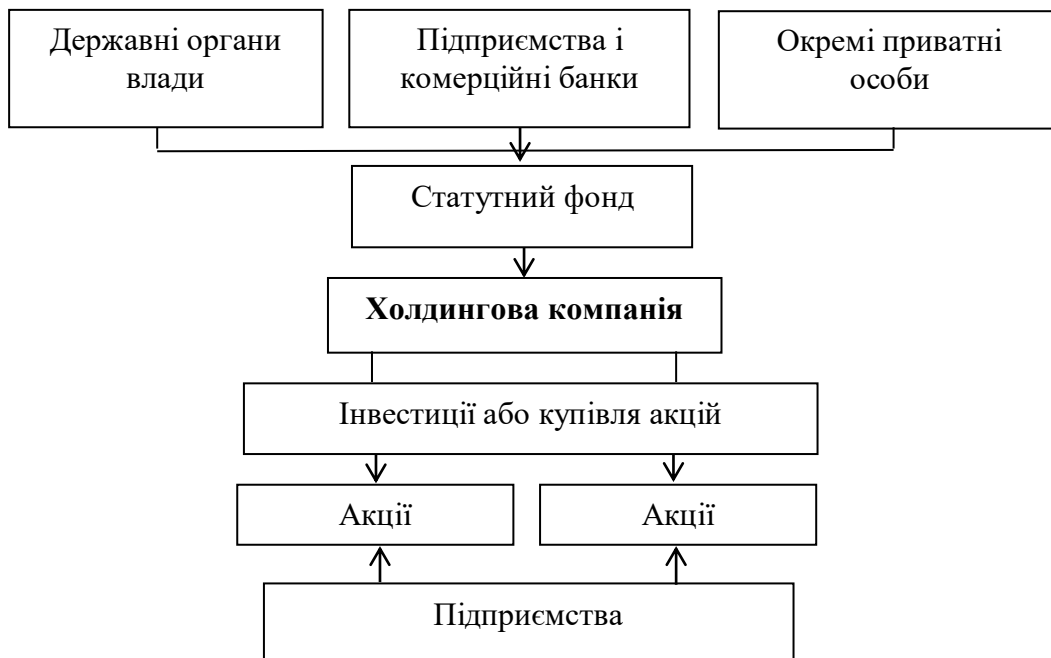 Державні органи
влади
Підприємства і
комерційні банки
Окремі приватні
особи
Статутний фонд
Холдингова компанія
Інвестиції або купівля акцій
Акції
Акції
Підприємства